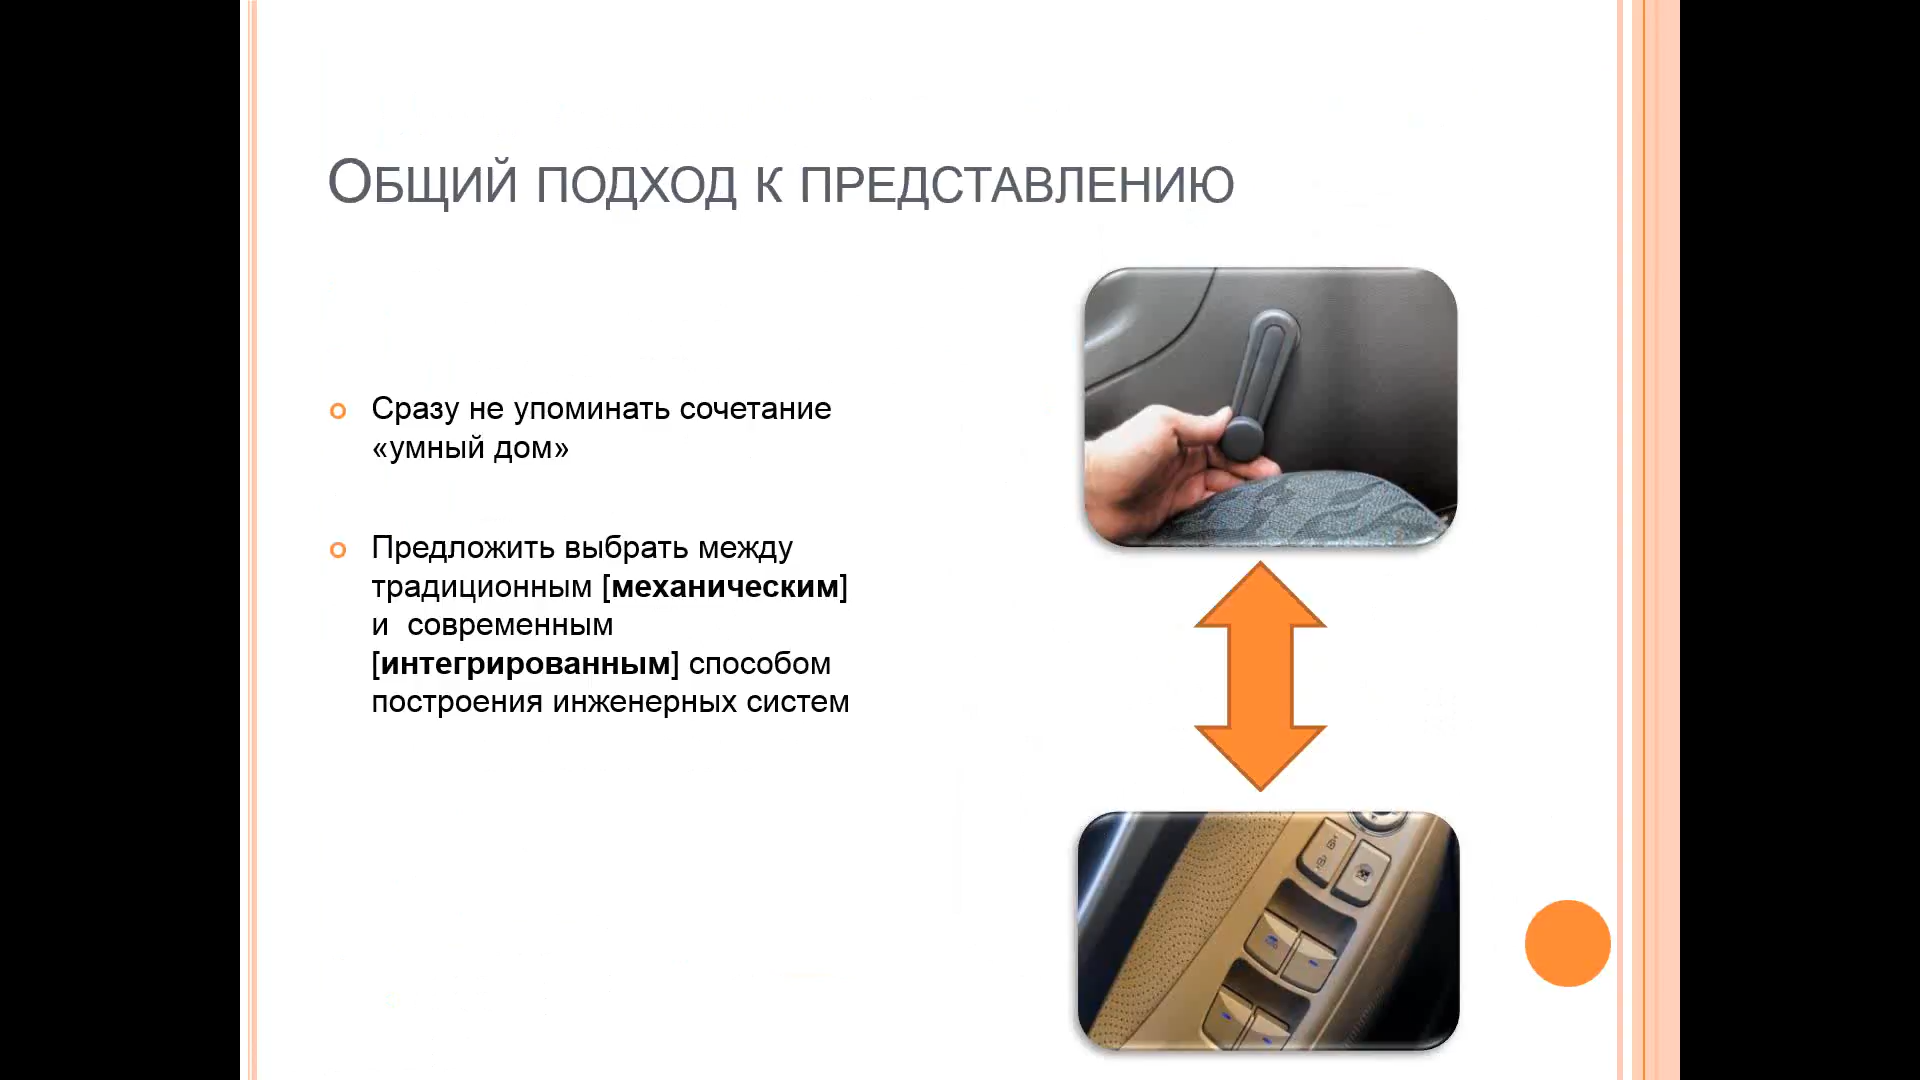 Общий подход к представлению
Сразу не упоминать сочетание
«умный дом»
Предложить выбрать между
традиционным [механическим]
и  современным
[интегрированным] способом
построения инженерных систем